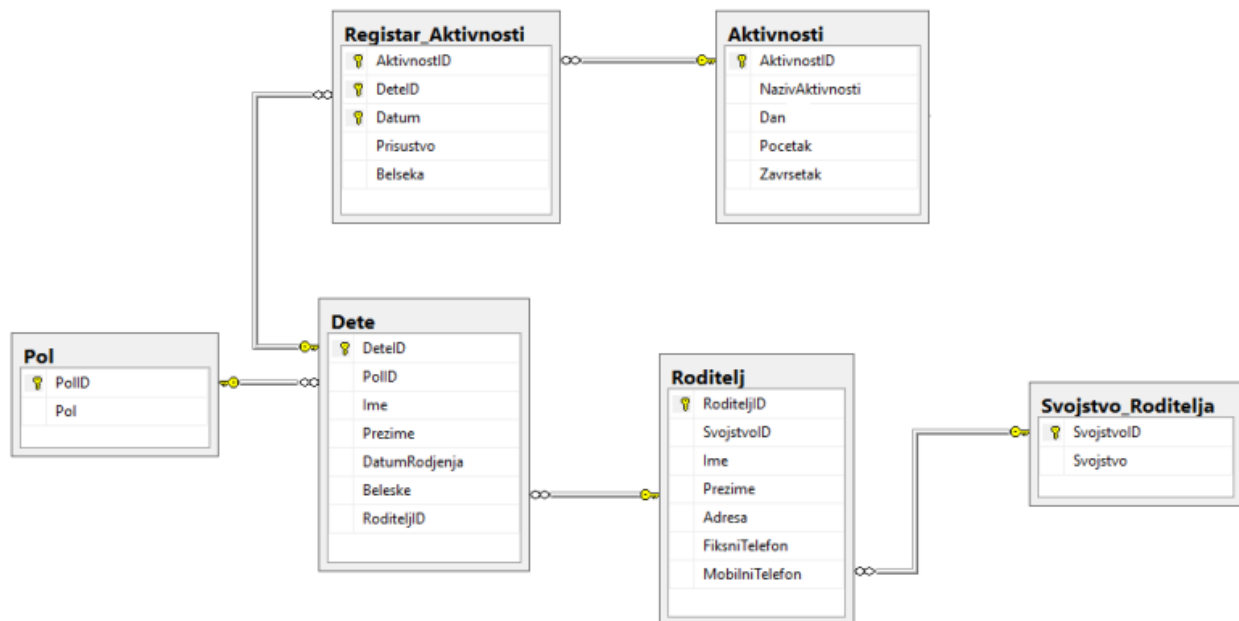 Registar_Aktivnosti
AktivnostID
DeteID
Datum
Prisustvo
Belseka
Aktivnosti
AktivnostID
NazivAktivnosti
Dan
Pocetak
Zavrsetak
Pol
PolID
Pol
Dete
DeteID
PolID
Ime
Prezime
DatumRodjenja
Beleske
RoditeljID
Roditelj
RoditeljID
SvojstvoID
Ime
Prezime
Adresa
FiksniTelefon
MobilniTelefon
Svojstvo_Roditelja
SvojstvoID
Svojstvo